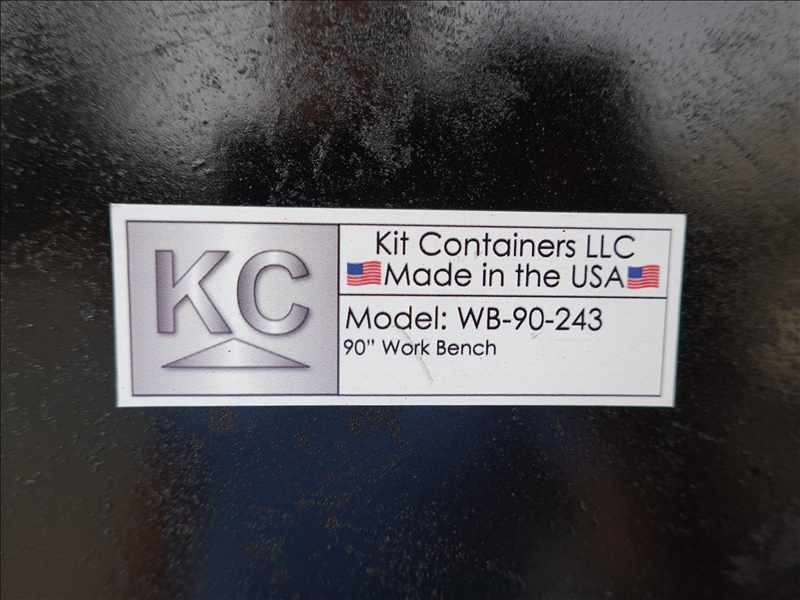 KC
Kit Containers LLC
Made in the USA
Model: WB-90-243
90” Work Bench